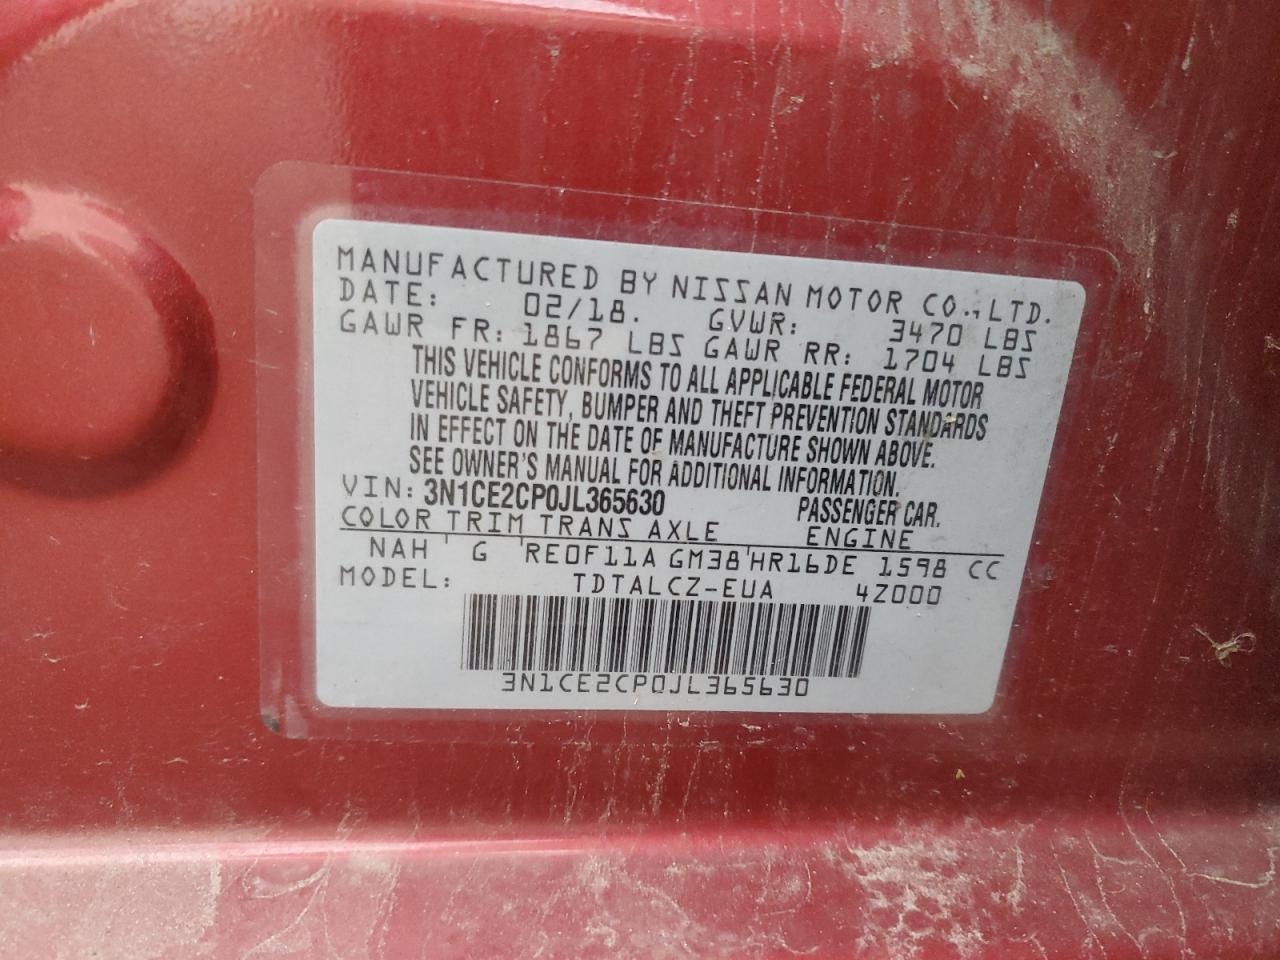 MANUFACTURED BY NISSAN MOTOR CO.,LTD.
DATE: 02/18. GVWR: 3470 LBS
GAWR FR: 1867 LBS GAWR RR: 1704 LBS
THIS VEHICLE CONFORMS TO ALL APPLICABLE FEDERAL MOTOR
VEHICLE SAFETY, BUMPER AND THEFT PREVENTION STANDARDS
IN EFFECT ON THE DATE OF MANUFACTURE SHOWN ABOVE.
SEE OWNER'S MANUAL FOR ADDITIONAL INFORMATION.
VIN: 3N1CE2CP0JL365630 PASSENGER CAR.
COLOR TRIM TRANS AXLE ENGINE
NAH G RE0F11A GM38 HR16DE 1598 CC
MODEL: TDTALCZ-EUA 4Z000
3N1CE2CP0JL365630